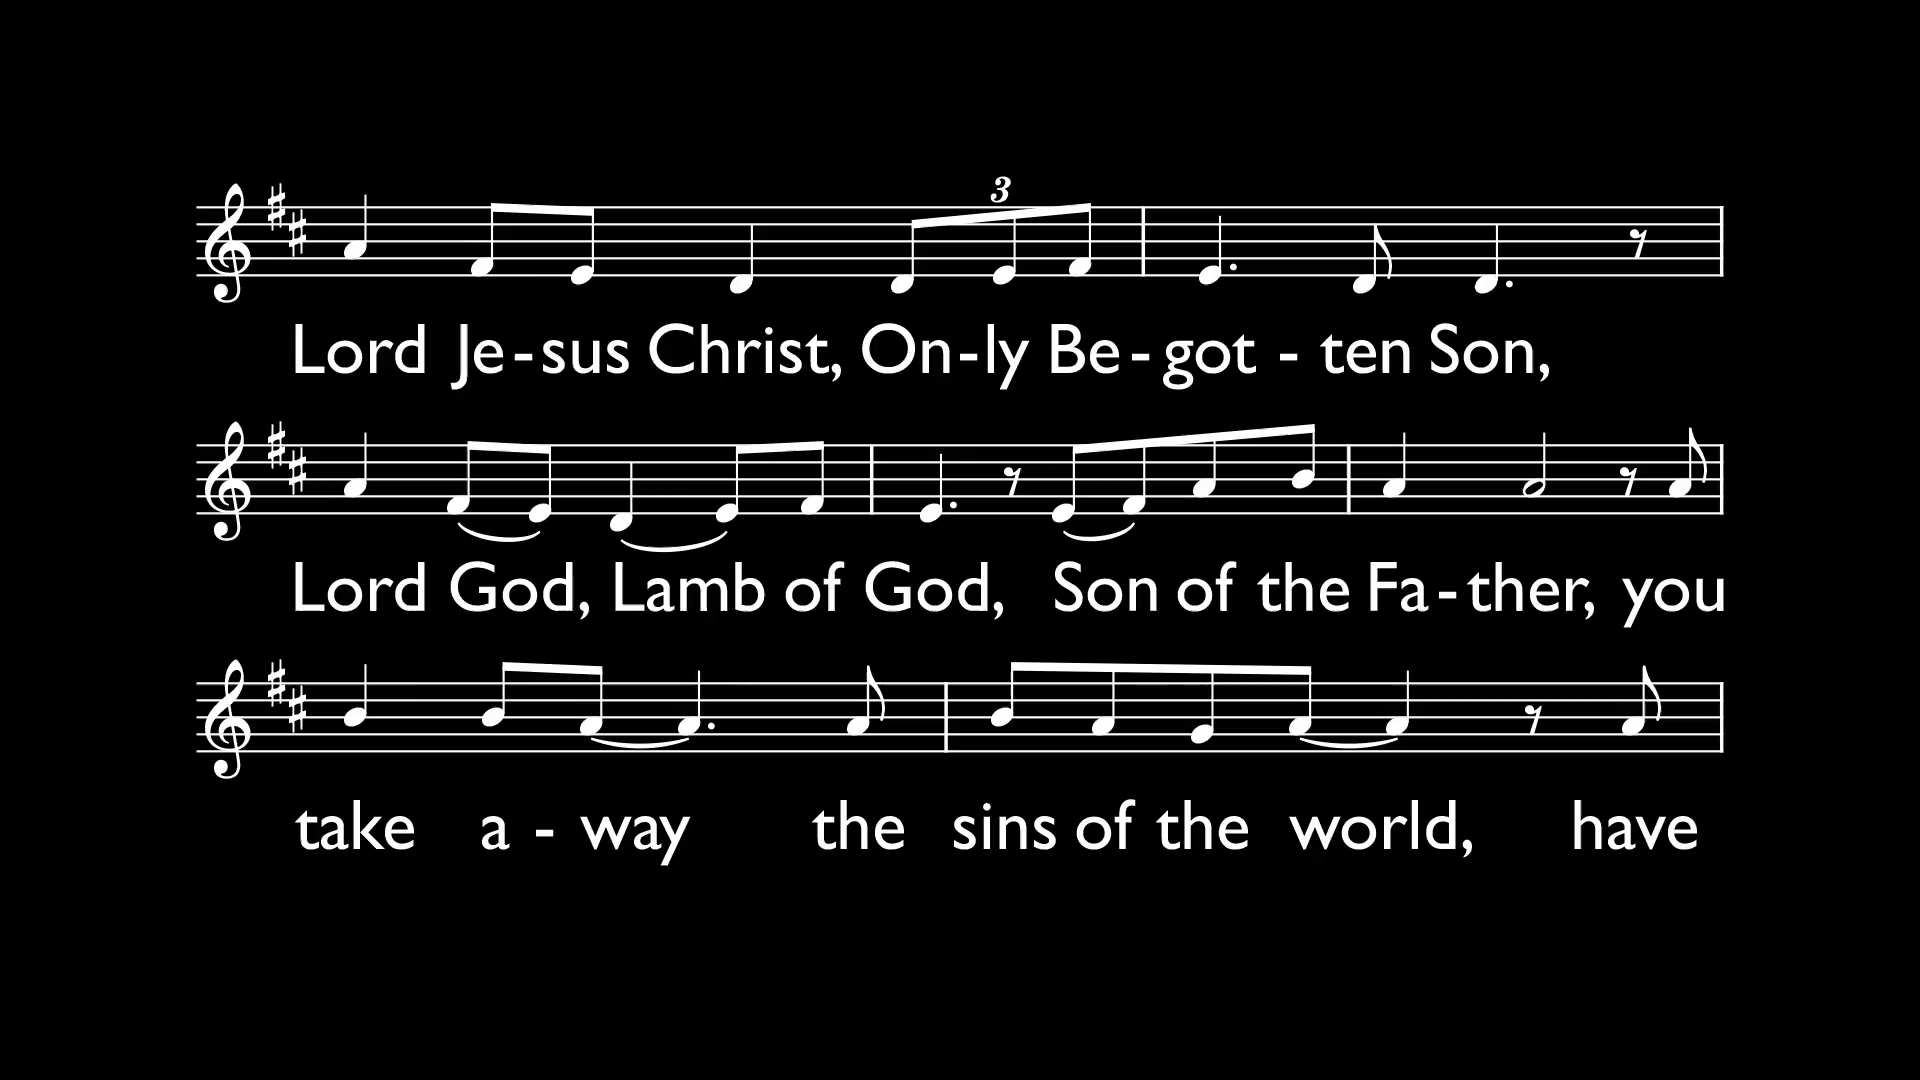 3
Lord Je-sus Christ, On-ly Be-got - ten Son,
Lord God, Lamb of God, Son of the Fa-ther, you
take a - way the sins of the world, have